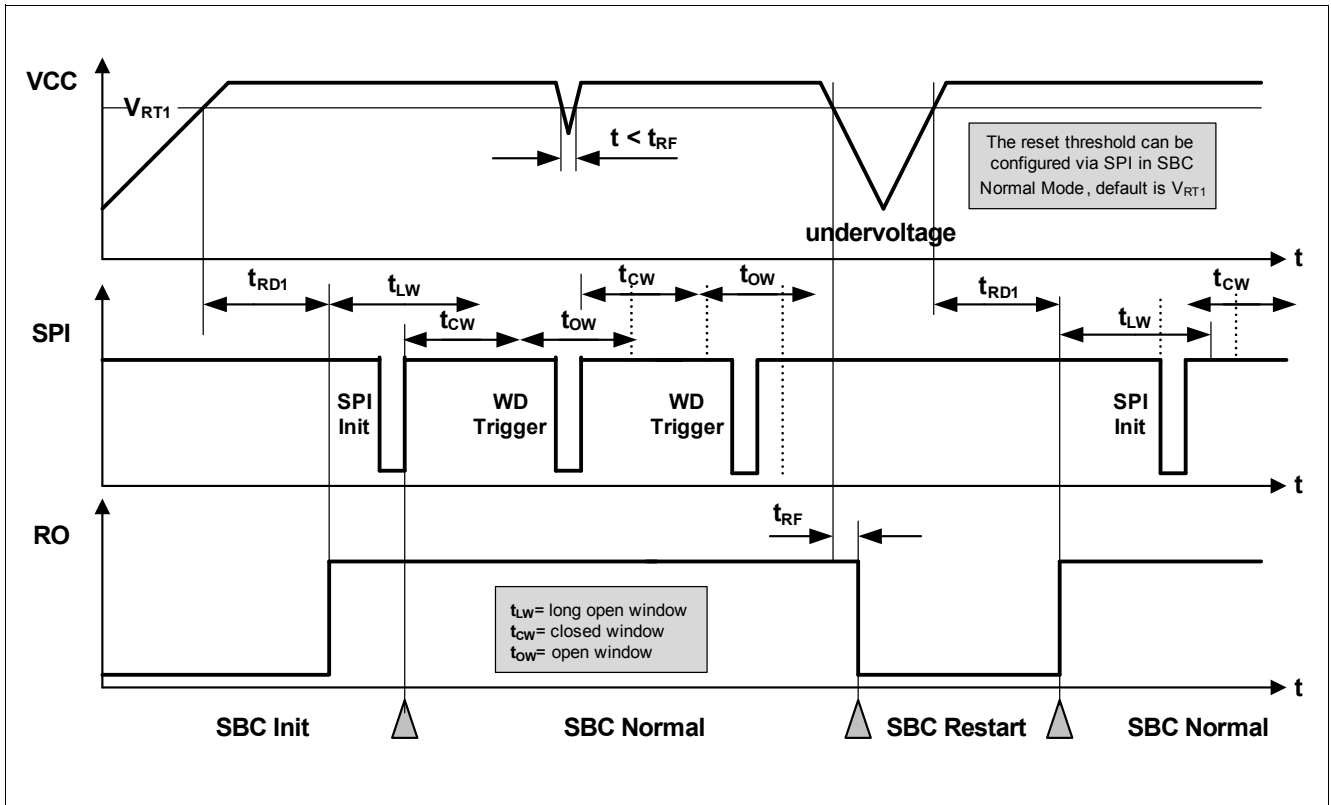 VCC
VRT1
t < tRF
The reset threshold can be
configured via SPI in SBC
Normal Mode, default is VRT1
undervoltage
t
tRD1
tLW
tCW
tOW
tCW
tOW
tRD1
tLW
tCW
SPI
SPI
Init
WD
Trigger
WD
Trigger
SPI
Init
t
RO
tRF
tLW= long open window
tCW= closed window
tOW= open window
t
SBC Init
SBC Normal
SBC Restart
SBC Normal